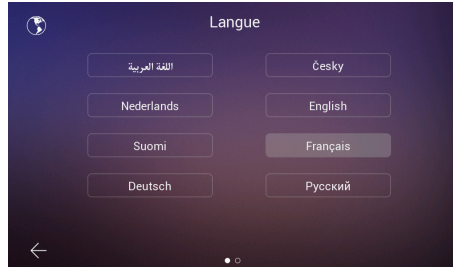 Langue
اللغة العربية
Česky
Nederlands
English
Suomi
Français
Deutsch
Русский